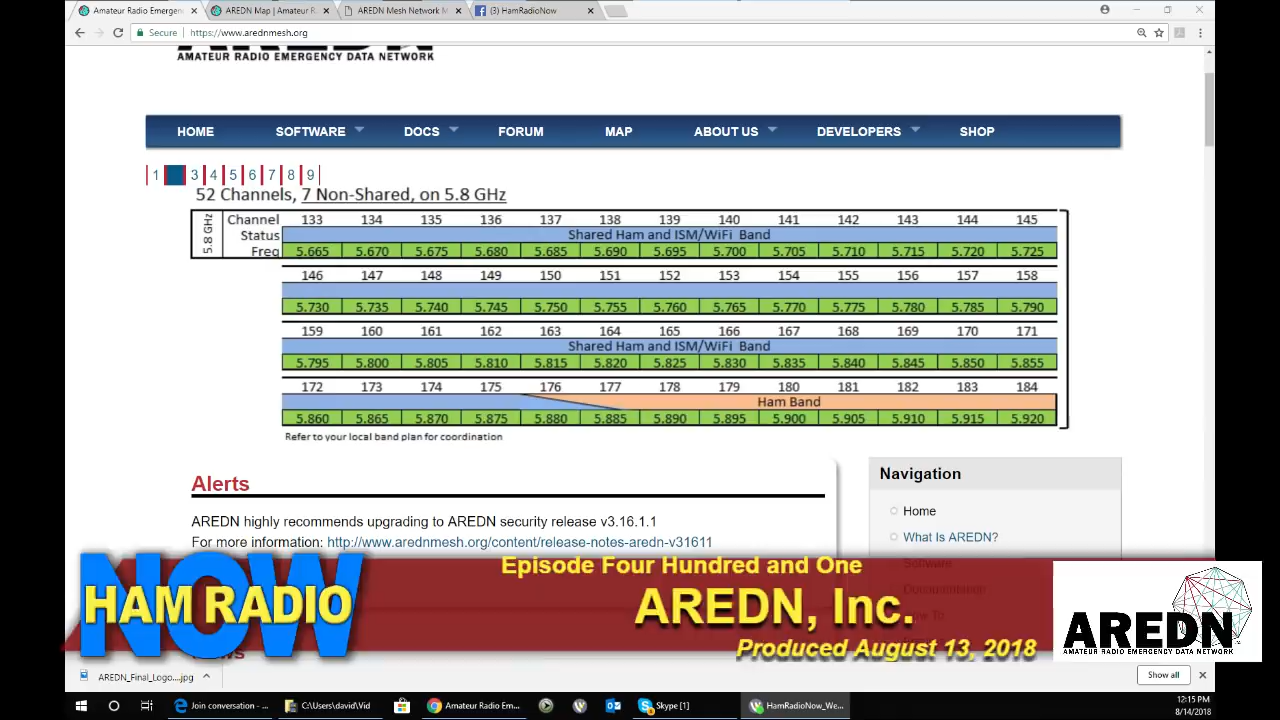 Amateur Radio Emergenc
AREDN Map | Amateur R
AREDN Mesh Network M
(3) HamRadioNow
Secure | https://www.arednmesh.org
AREDN
AMATEUR RADIO EMERGENCY DATA NETWORK
HOME SOFTWARE DOCS FORUM MAP ABOUT US DEVELOPERS SHOP
1 3 4 5 6 7 8 9
52 Channels, 7 Non-Shared, on 5.8 GHz
5.8 GHz
Channel 133 134 135 136 137 138 139 140 141 142 143 144 145
Status Shared Ham and ISM/WiFi Band
Freq 5.665 5.670 5.675 5.680 5.685 5.690 5.695 5.700 5.705 5.710 5.715 5.720 5.725
146 147 148 149 150 151 152 153 154 155 156 157 158
5.730 5.735 5.740 5.745 5.750 5.755 5.760 5.765 5.770 5.775 5.780 5.785 5.790
159 160 161 162 163 164 165 166 167 168 169 170 171
Shared Ham and ISM/WiFi Band
5.795 5.800 5.805 5.810 5.815 5.820 5.825 5.830 5.835 5.840 5.845 5.850 5.855
172 173 174 175 176 177 178 179 180 181 182 183 184
Ham Band
5.860 5.865 5.870 5.875 5.880 5.885 5.890 5.895 5.900 5.905 5.910 5.915 5.920
Refer to your local band plan for coordination
Alerts
AREDN highly recommends upgrading to AREDN security release v3.16.1.1
For more information: http://www.arednmesh.org/content/release-notes-aredn-v31611
Navigation
Home
What Is AREDN?
Software
Documentation
How To
NOW
HAM RADIO
Episode Four Hundred and One
AREDN, Inc.
Produced August 13, 2018
AREDN
AMATEUR RADIO EMERGENCY DATA NETWORK
News
AREDN_Final_Logo....jpg
Show all
Join conversation - ...
C:\Users\david\Vid
Amateur Radio Em...
Skype [1]
HamRadioNow_We...
12:15 PM
8/14/2018